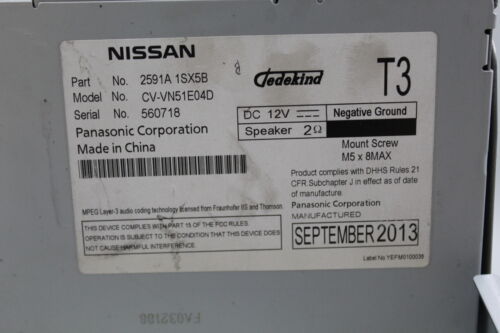 NISSAN
Part No. 2591A 1SX5B
Model No. CV-VN51E04D
Serial No. 560718
Panasonic Corporation
Made in China
Dedekind
T3
DC 12V
Negative Ground
Speaker 2Ω
Mount Screw
M5 x 8MAX
Product complies with DHHS Rules 21
CFR.Subchapter J in effect as of date
of manufacture.
Panasonic Corporation
MANUFACTURED
SEPTEMBER 2013
MPEG Layer-3 audio coding technology licensed from Fraunhofer IIS and Thomson.
THIS DEVICE COMPLIES WITH PART 15 OF THE FCC RULES.
OPERATION IS SUBJECT TO THE CONDITION THAT THIS DEVICE DOES
NOT CAUSE HARMFUL INTERFERENCE
Label No YEFM0100038
FA0321BB